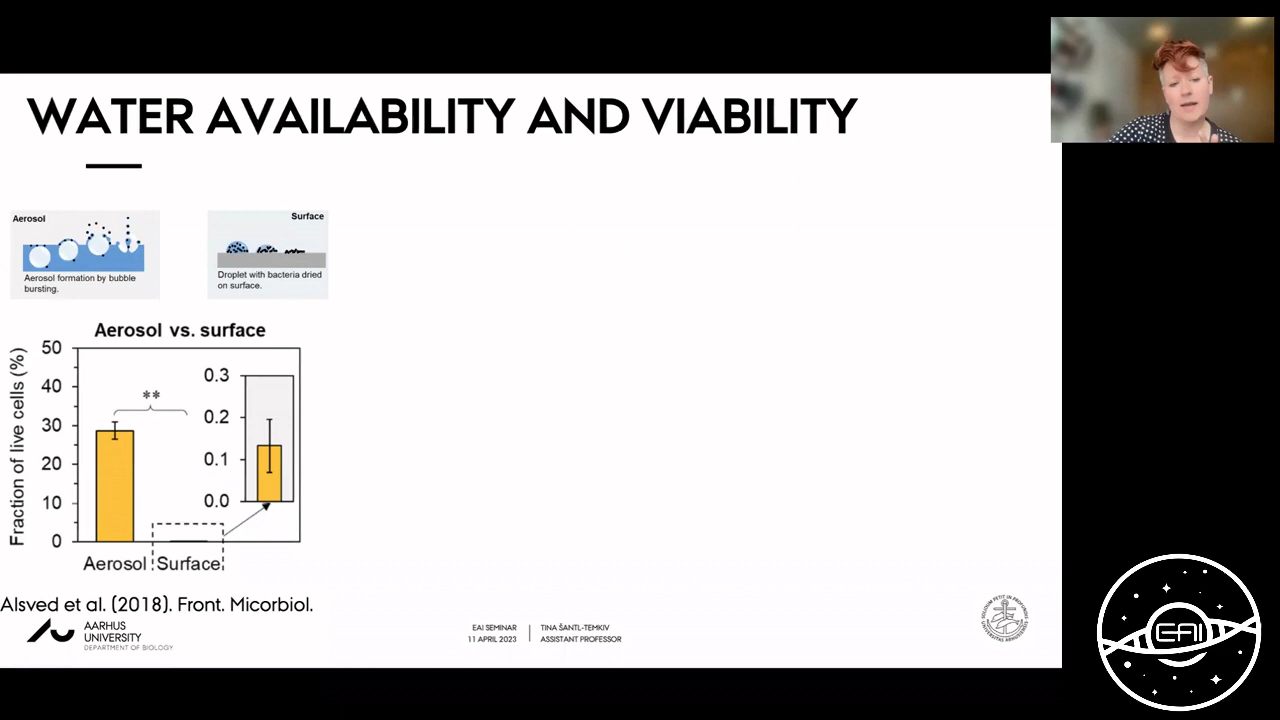 WATER AVAILABILITY AND VIABILITY
Aerosol
Aerosol formation by bubble
bursting.
Surface
Droplet with bacteria dried
on surface.
Aerosol vs. surface
Fraction of live cells (%)
50
40
30
20
10
0
**
0.3
0.2
0.1
0.0
Aerosol
Surface
Alsved et al. (2018). Front. Micorbiol.
AARHUS
UNIVERSITY
DEPARTMENT OF BIOLOGY
EAI SEMINAR
11 APRIL 2023
TINA ŠANTL-TEMKIV
ASSISTANT PROFESSOR
EAI